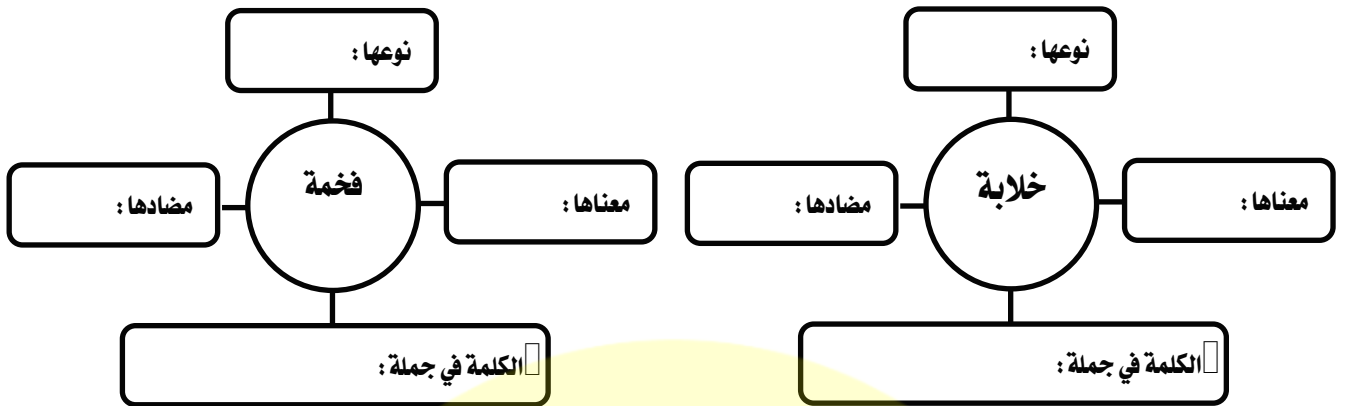 نوعها :
خلابة
معناها :
مضادها :
الكلمة في جملة :
نوعها :
فخمة
معناها :
مضادها :
الكلمة في جملة :